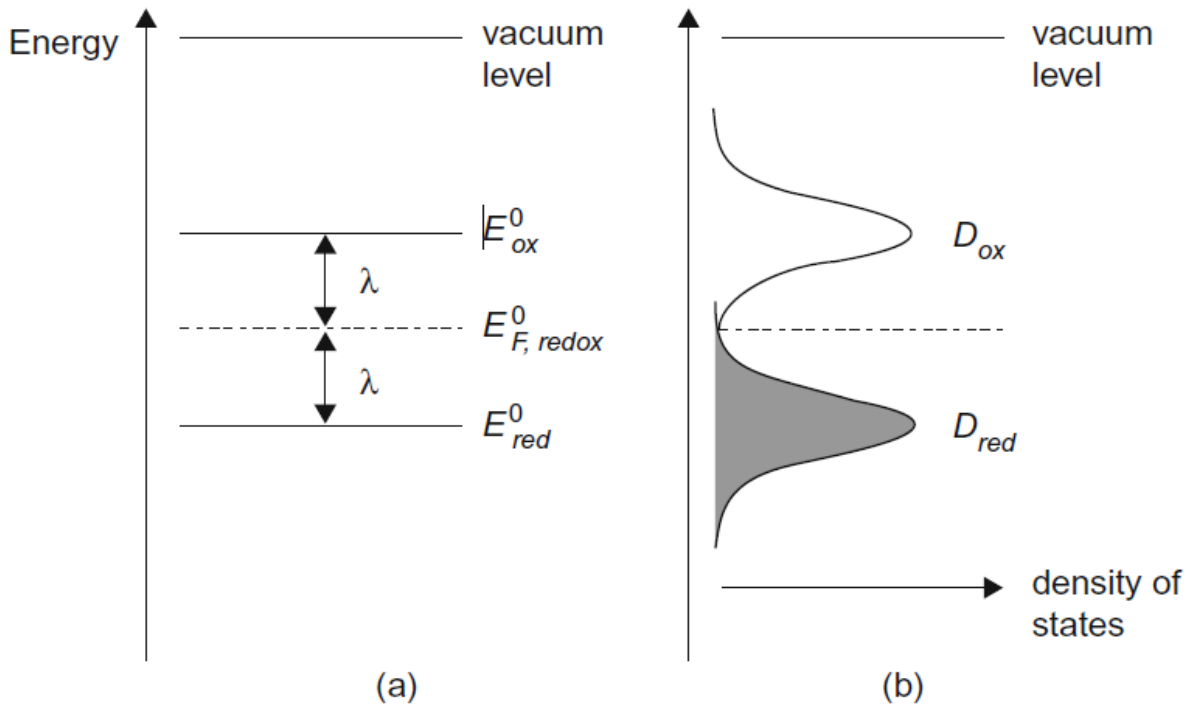 Energy
vacuum
level
E⁰ox
λ
E⁰F, redox
λ
E⁰red
(a)
vacuum
level
Dox
Dred
density of
states
(b)